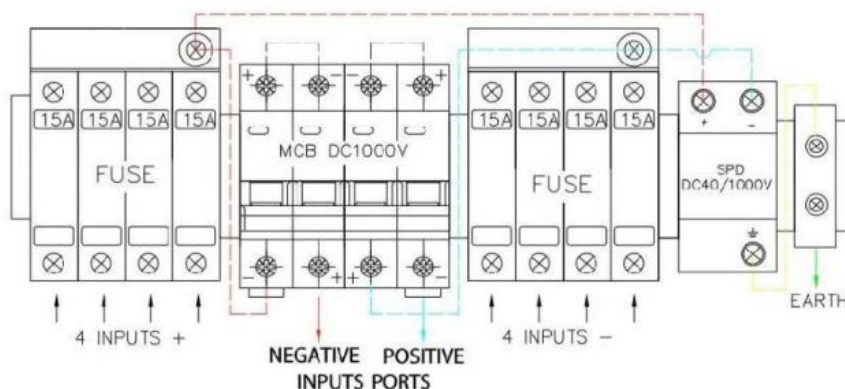 + - - +
15A 15A 15A 15A
FUSE
MCB DC1000V
15A 15A 15A 15A
FUSE
+ -
SPD
DC40/1000V
- + + -
4 INPUTS +
4 INPUTS -
EARTH
NEGATIVE POSITIVE
INPUTS PORTS